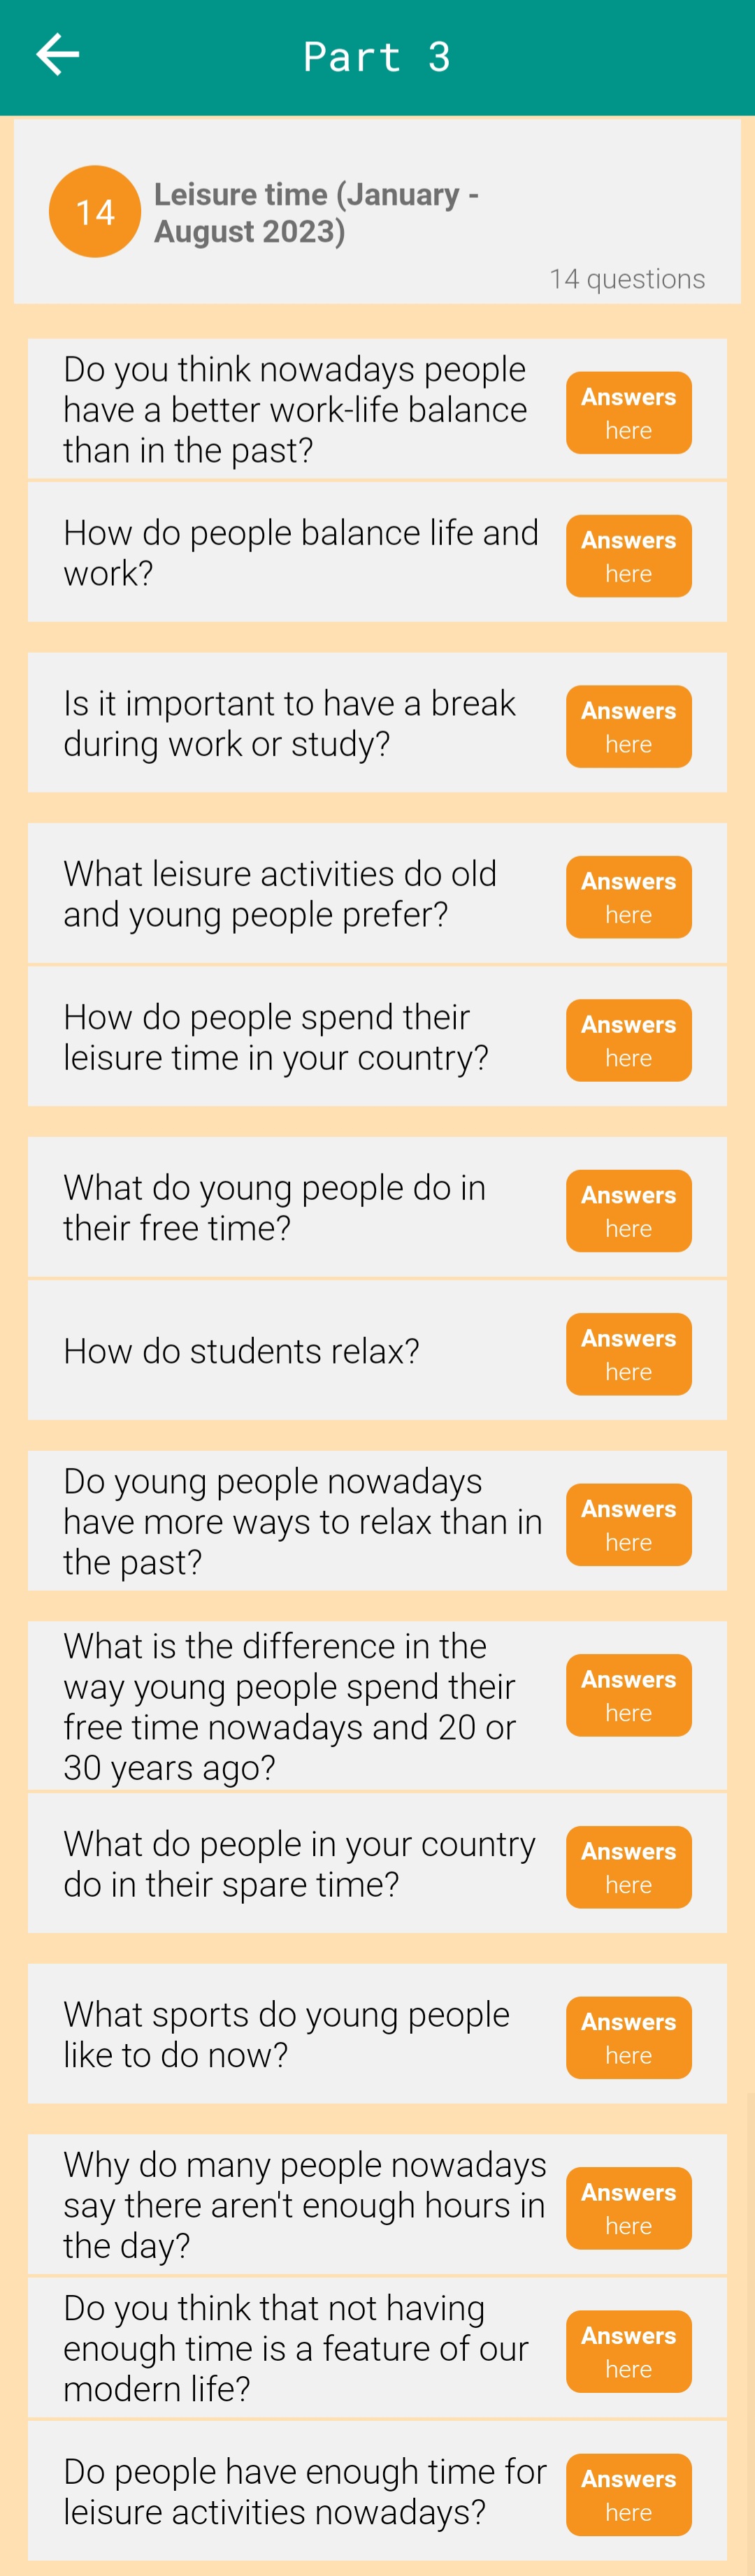 Part 3
14
Leisure time (January -
August 2023)
14 questions
Do you think nowadays people
have a better work-life balance
than in the past?
Answers
here
How do people balance life and
work?
Answers
here
Is it important to have a break
during work or study?
Answers
here
What leisure activities do old
and young people prefer?
Answers
here
How do people spend their
leisure time in your country?
Answers
here
What do young people do in
their free time?
Answers
here
How do students relax?
Answers
here
Do young people nowadays
have more ways to relax than in
the past?
Answers
here
What is the difference in the
way young people spend their
free time nowadays and 20 or
30 years ago?
Answers
here
What do people in your country
do in their spare time?
Answers
here
What sports do young people
like to do now?
Answers
here
Why do many people nowadays
say there aren't enough hours in
the day?
Answers
here
Do you think that not having
enough time is a feature of our
modern life?
Answers
here
Do people have enough time for
leisure activities nowadays?
Answers
here